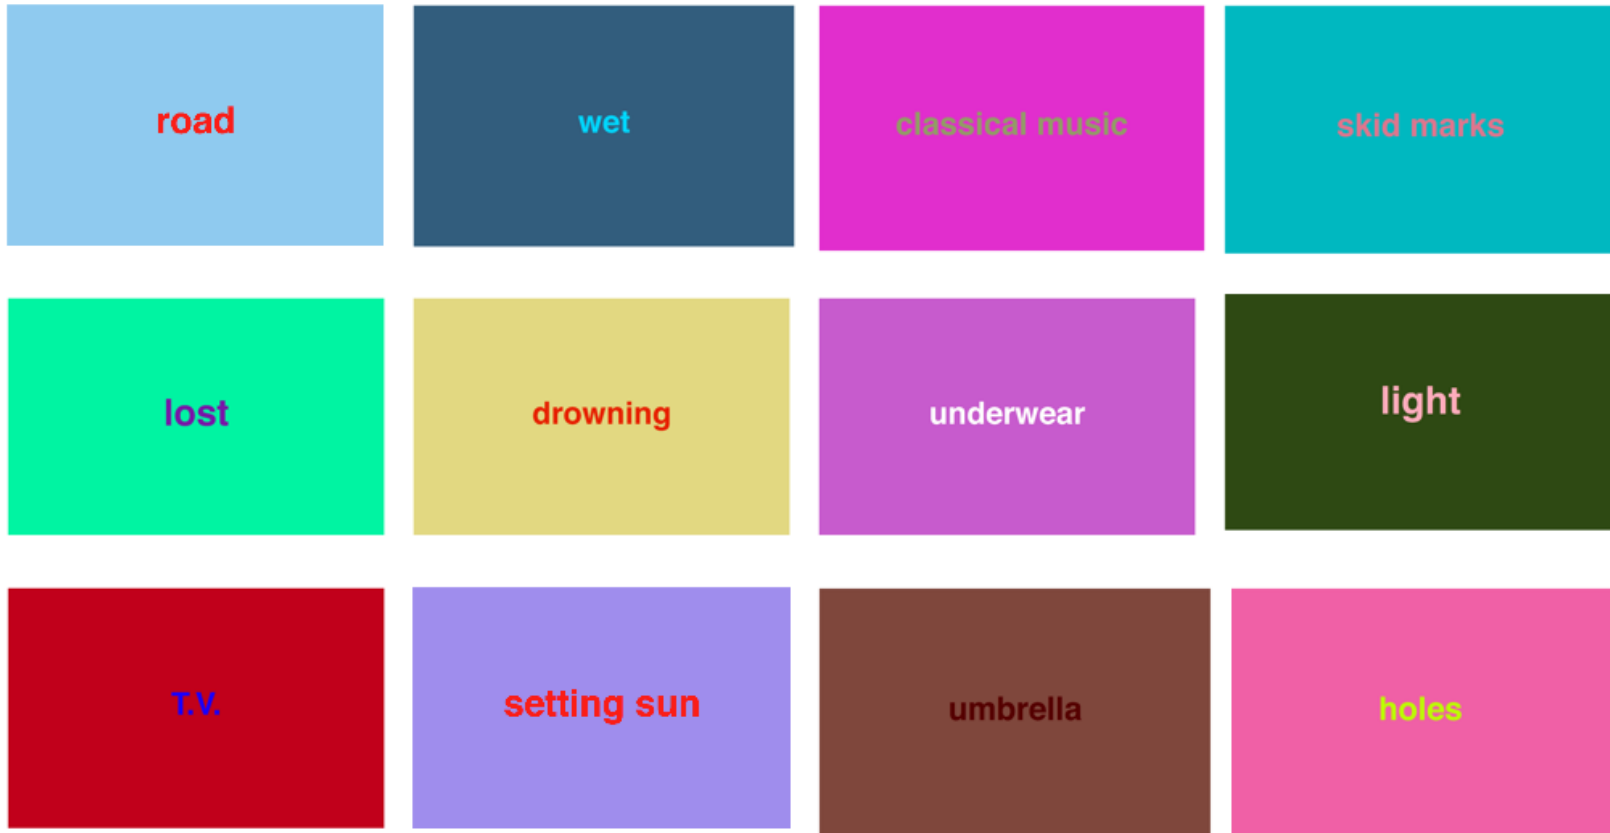 road
wet
classical music
skid marks
lost
drowning
underwear
light
T.V.
setting sun
umbrella
holes